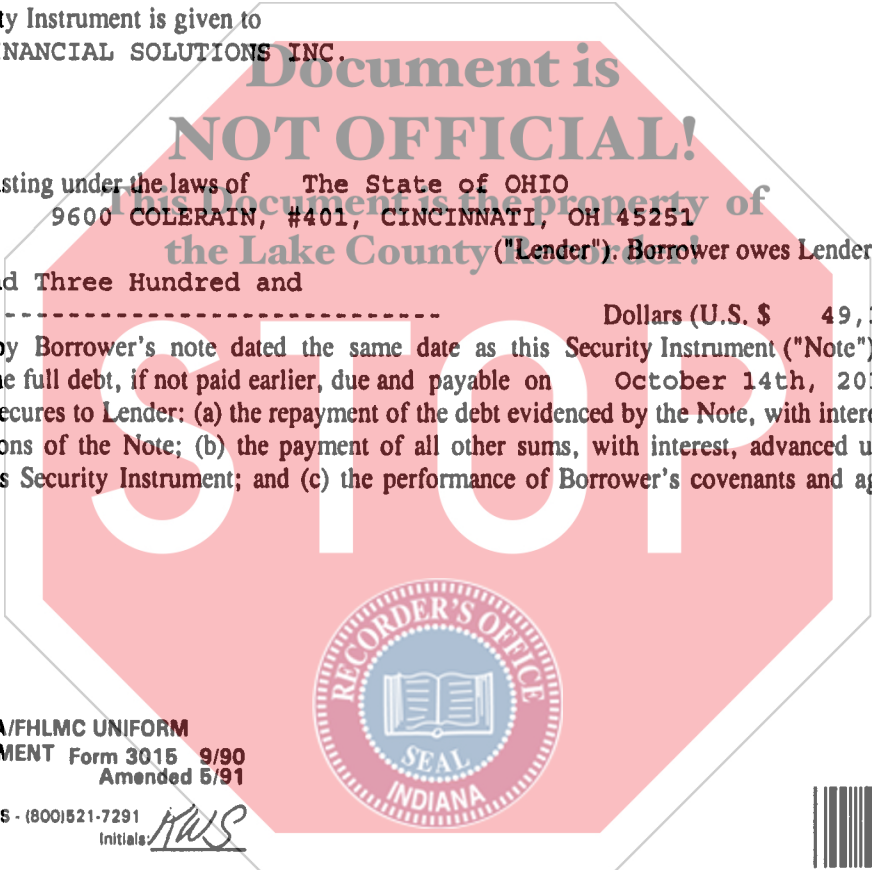 ty Instrument is given to
NANCIAL SOLUTIONS INC.
Document is
NOT OFFICIAL!
sting under the laws of The State of OHIO
This Document is the property of
9600 COLERAIN, #401, CINCINNATI, OH 45251
the Lake County Recorder!
("Lender"). Borrower owes Lender
d Three Hundred and
------------------------------
Dollars (U.S. $ 49,
by Borrower's note dated the same date as this Security Instrument ("Note")
e full debt, if not paid earlier, due and payable on October 14th, 201
ecures to Lender: (a) the repayment of the debt evidenced by the Note, with intere
ons of the Note; (b) the payment of all other sums, with interest, advanced u
s Security Instrument; and (c) the performance of Borrower's covenants and ag
STOP
RECORDER'S OFFICE
SEAL
INDIANA
A/FHLMC UNIFORM
MENT Form 3015 9/90
Amended 5/91
S - (800)521-7291
Initials: KWS